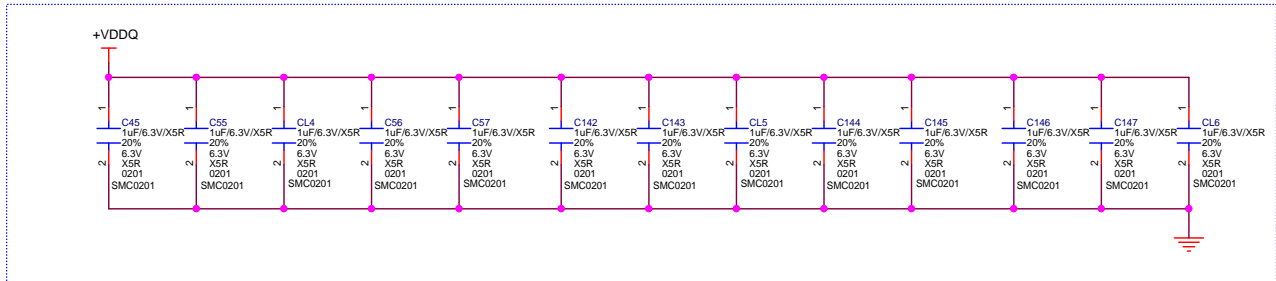 +VDDQ
1
C45
1uF/6.3V/X5R
20%
6.3V
X5R
0201
SMC0201
2
1
C55
1uF/6.3V/X5R
20%
6.3V
X5R
0201
SMC0201
2
1
CL4
1uF/6.3V/X5R
20%
6.3V
X5R
0201
SMC0201
2
1
C56
1uF/6.3V/X5R
20%
6.3V
X5R
0201
SMC0201
2
1
C57
1uF/6.3V/X5R
20%
6.3V
X5R
0201
SMC0201
2
1
C142
1uF/6.3V/X5R
20%
6.3V
X5R
0201
SMC0201
2
1
C143
1uF/6.3V/X5R
20%
6.3V
X5R
0201
SMC0201
2
1
CL5
1uF/6.3V/X5R
20%
6.3V
X5R
0201
SMC0201
2
1
C144
1uF/6.3V/X5R
20%
6.3V
X5R
0201
SMC0201
2
1
C145
1uF/6.3V/X5R
20%
6.3V
X5R
0201
SMC0201
2
1
C146
1uF/6.3V/X5R
20%
6.3V
X5R
0201
SMC0201
2
1
C147
1uF/6.3V/X5R
20%
6.3V
X5R
0201
SMC0201
2
1
CL6
1uF/6.3V/X5R
20%
6.3V
X5R
0201
SMC0201
2